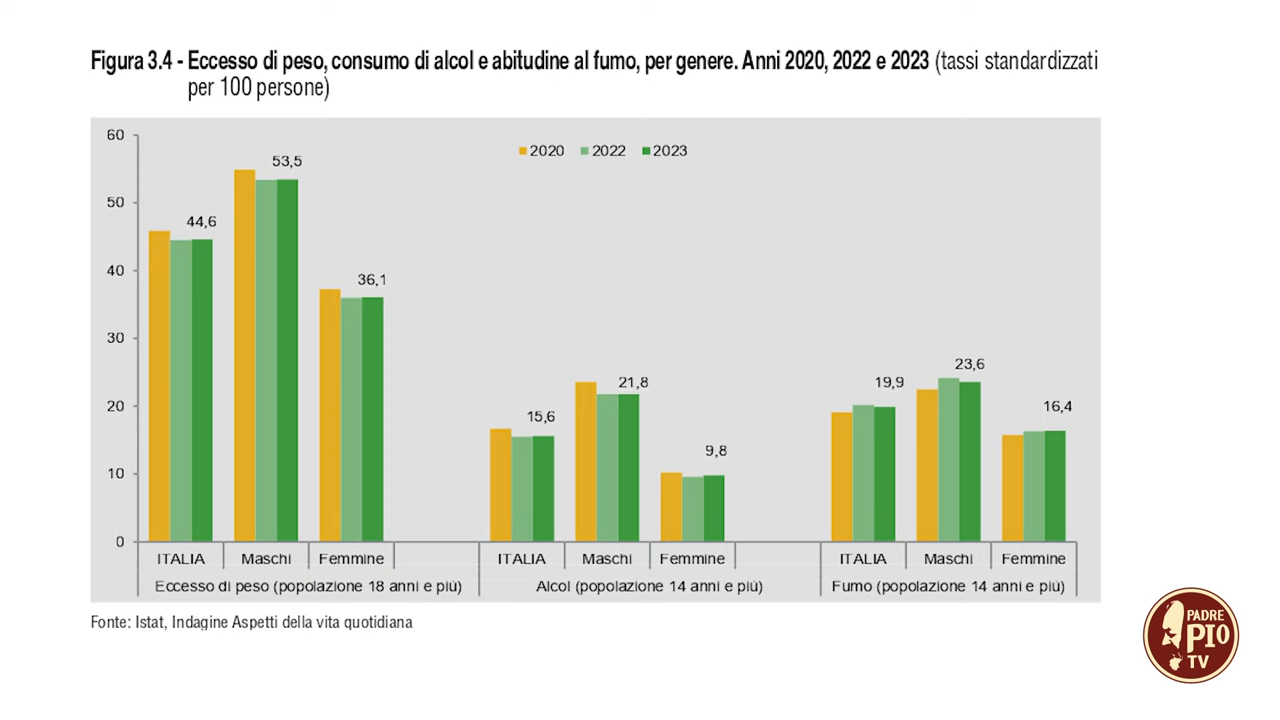 Figura 3.4 - Eccesso di peso, consumo di alcol e abitudine al fumo, per genere. Anni 2020, 2022 e 2023 (tassi standardizzati
per 100 persone)
60
50
40
30
20
10
0
2020 2022 2023
44,6
53,5
36,1
15,6
21,8
9,8
19,9
23,6
16,4
ITALIA Maschi Femmine ITALIA Maschi Femmine ITALIA Maschi Femmine
Eccesso di peso (popolazione 18 anni e più) Alcol (popolazione 14 anni e più) Fumo (popolazione 14 anni e più)
Fonte: Istat, Indagine Aspetti della vita quotidiana
PADRE
PIO
TV